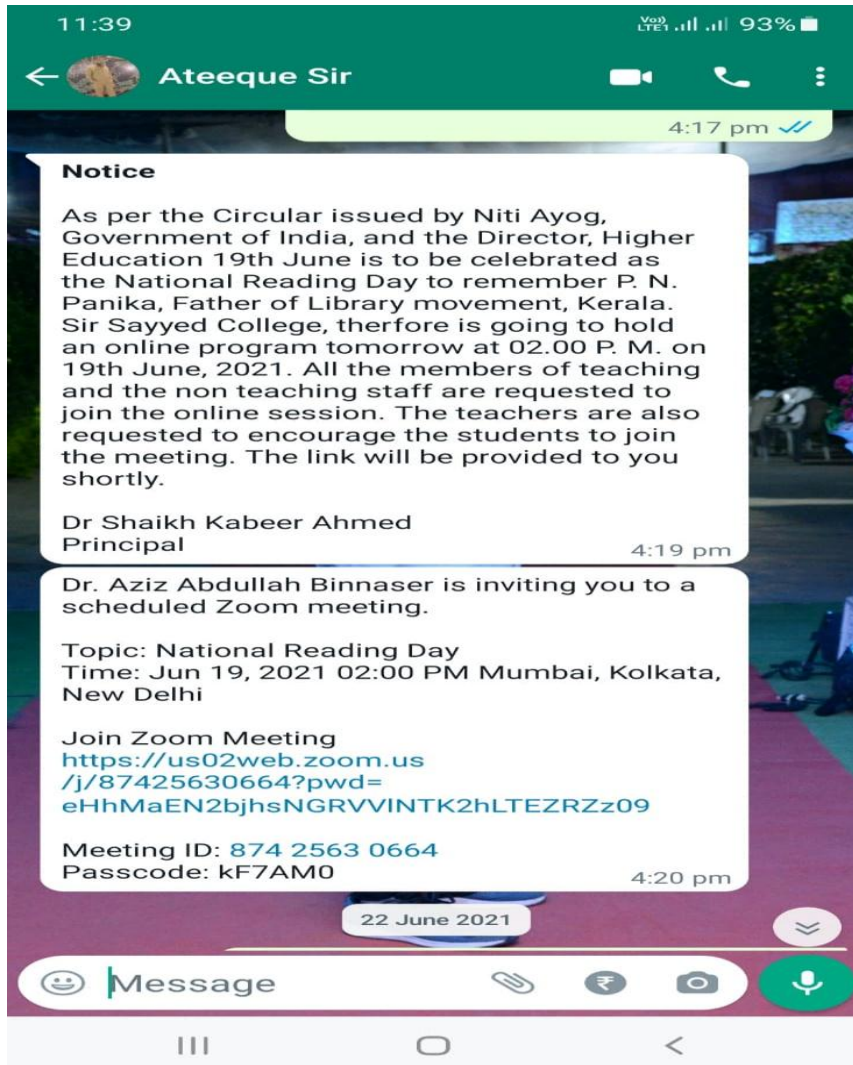 11:39
Vo)) LTE1 93%
Ateeque Sir
4:17 pm
Notice
As per the Circular issued by Niti Ayog,
Government of India, and the Director, Higher
Education 19th June is to be celebrated as
the National Reading Day to remember P. N.
Panika, Father of Library movement, Kerala.
Sir Sayyed College, therfore is going to hold
an online program tomorrow at 02.00 P. M. on
19th June, 2021. All the members of teaching
and the non teaching staff are requested to
join the online session. The teachers are also
requested to encourage the students to join
the meeting. The link will be provided to you
shortly.
Dr Shaikh Kabeer Ahmed
Principal
4:19 pm
Dr. Aziz Abdullah Binnaser is inviting you to a
scheduled Zoom meeting.
Topic: National Reading Day
Time: Jun 19, 2021 02:00 PM Mumbai, Kolkata,
New Delhi
Join Zoom Meeting
https://us02web.zoom.us
/j/87425630664?pwd=
eHhMaEN2bjhsNGRVVlNTK2hLTEZRZz09
Meeting ID: 874 2563 0664
Passcode: kF7AM0
4:20 pm
22 June 2021
Message